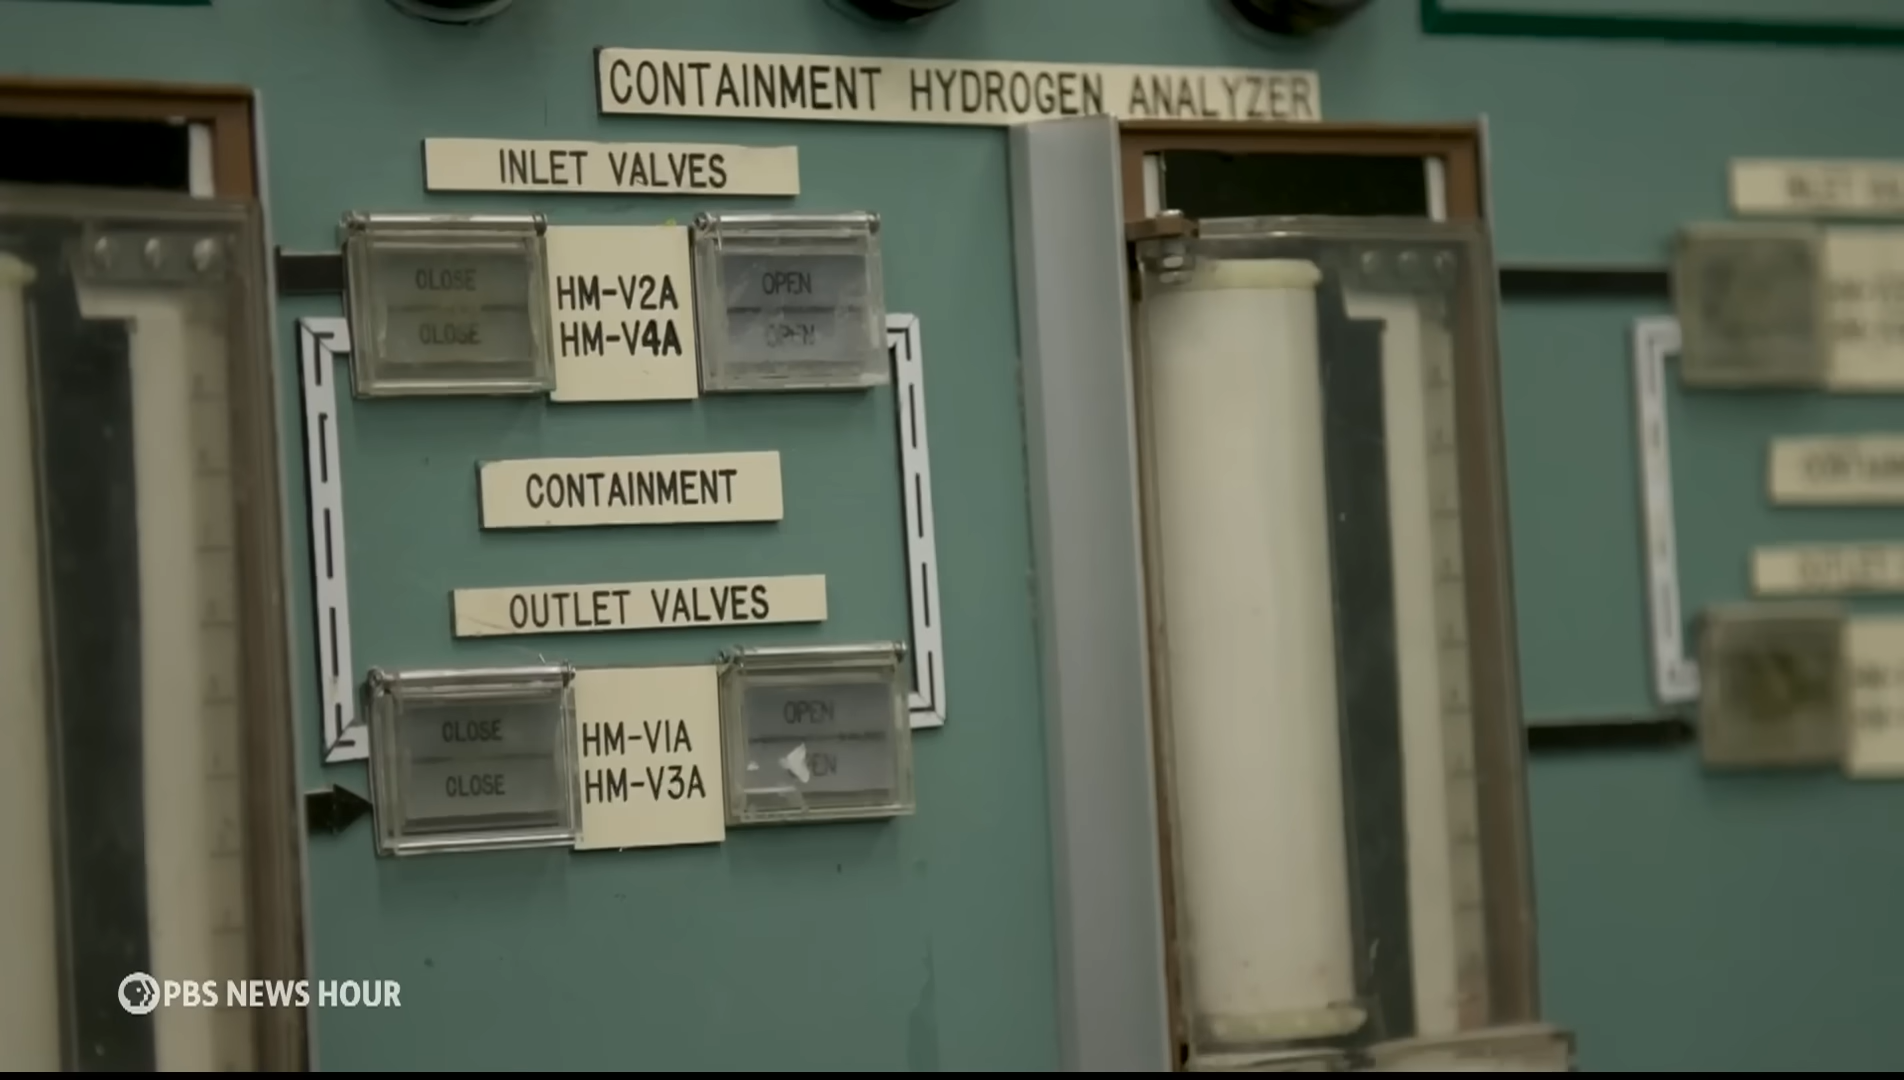 CONTAINMENT HYDROGEN ANALYZER
INLET VALVES
CLOSE
CLOSE
HM-V2A
HM-V4A
OPEN
OPEN
CONTAINMENT
OUTLET VALVES
CLOSE
CLOSE
HM-V1A
HM-V3A
OPEN
PBS NEWS HOUR